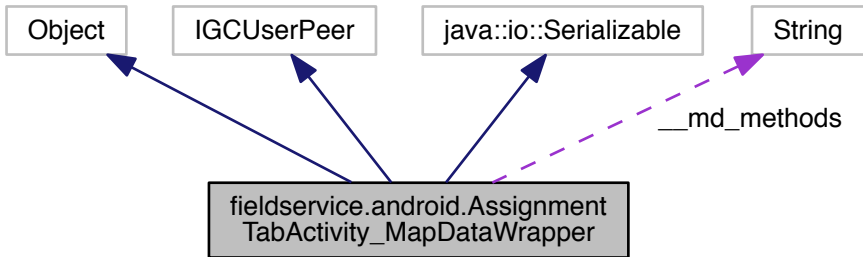 Object
IGCUserPeer
java::io::Serializable
String
__md_methods
fieldservice.android.Assignment
TabActivity_MapDataWrapper